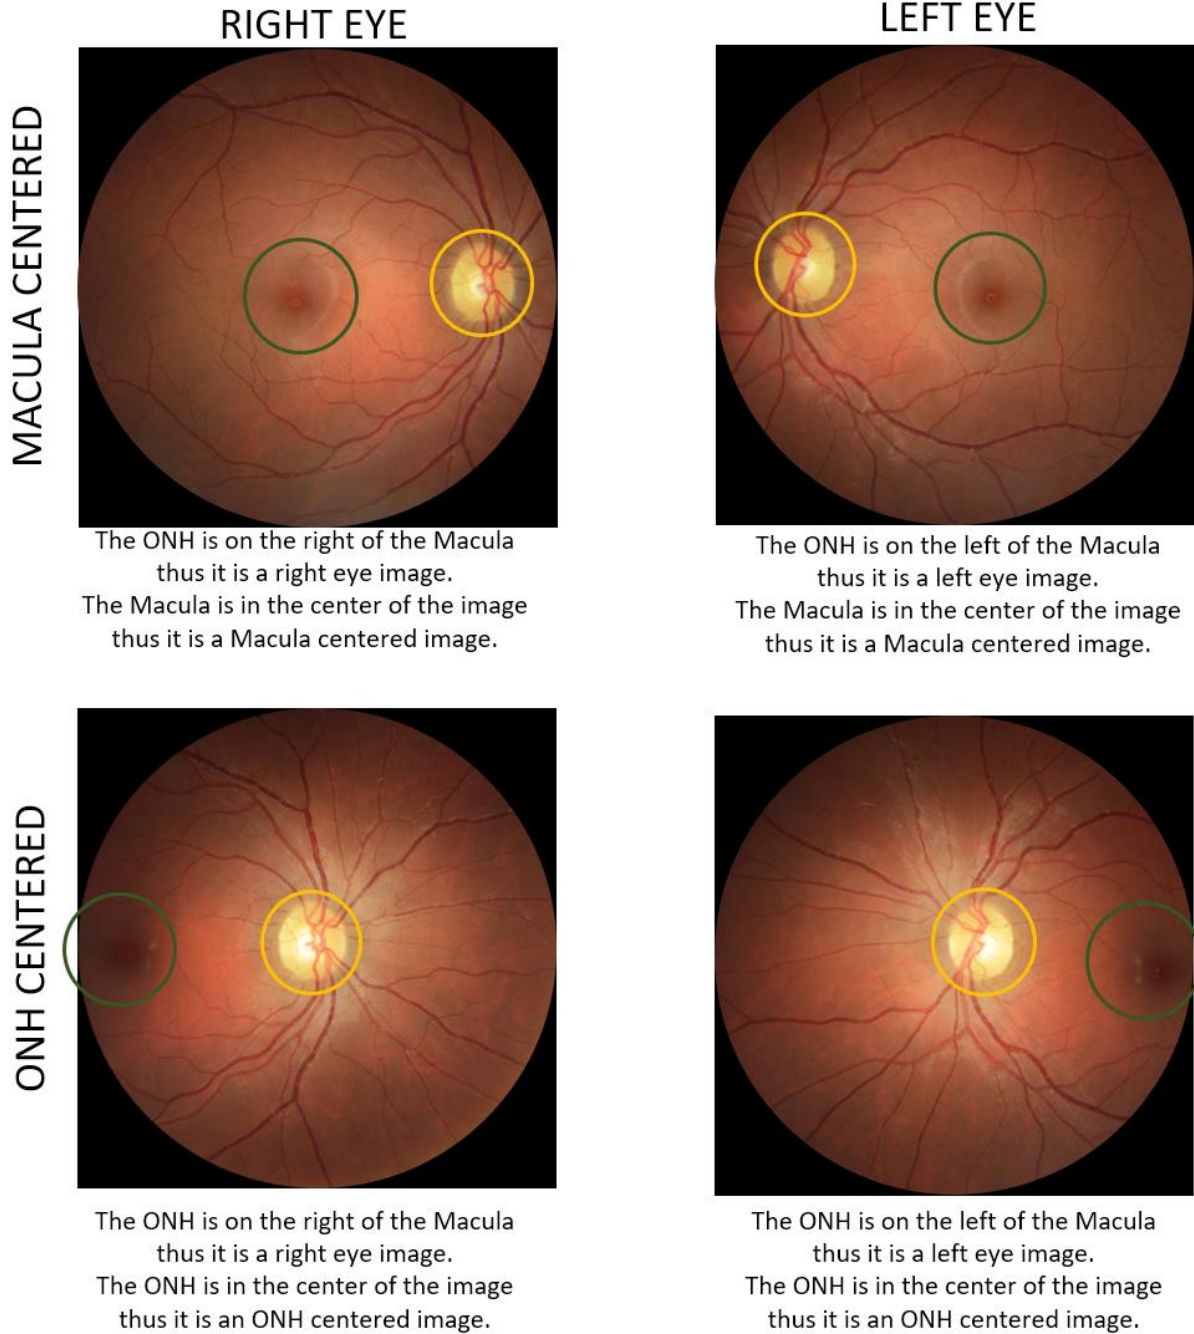 RIGHT EYE
LEFT EYE
MACULA CENTERED
The ONH is on the right of the Macula
thus it is a right eye image.
The Macula is in the center of the image
thus it is a Macula centered image.
The ONH is on the left of the Macula
thus it is a left eye image.
The Macula is in the center of the image
thus it is a Macula centered image.
ONH CENTERED
The ONH is on the right of the Macula
thus it is a right eye image.
The ONH is in the center of the image
thus it is an ONH centered image.
The ONH is on the left of the Macula
thus it is a left eye image.
The ONH is in the center of the image
thus it is an ONH centered image.